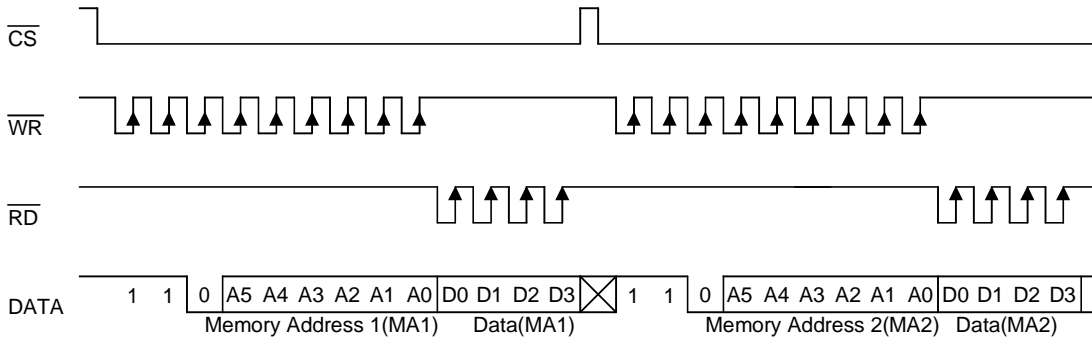 CS
WR
RD
DATA 1 1 0 A5 A4 A3 A2 A1 A0 D0 D1 D2 D3 1 1 0 A5 A4 A3 A2 A1 A0 D0 D1 D2 D3
Memory Address 1(MA1) Data(MA1) Memory Address 2(MA2) Data(MA2)